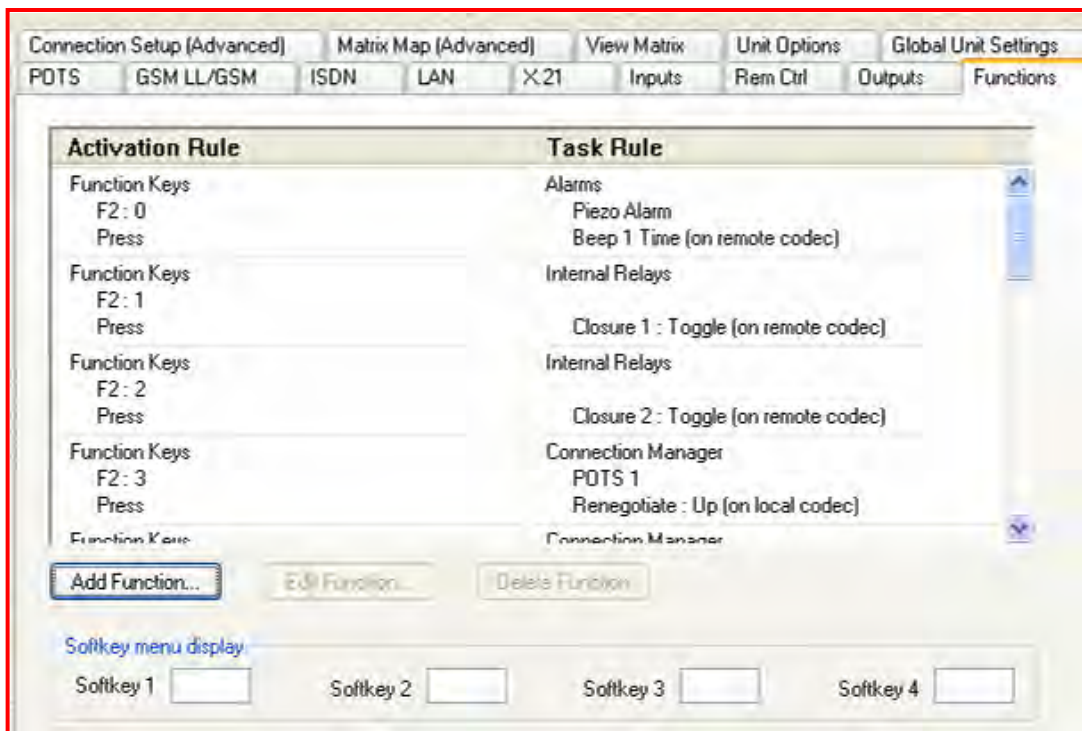 Connection Setup (Advanced) Matrix Map (Advanced) View Matrix Unit Options Global Unit Settings
POTS GSM LL/GSM ISDN LAN X.21 Inputs Rem Ctrl Outputs Functions
Activation Rule Task Rule
Function Keys Alarms
F2 : 0 Piezo Alarm
Press Beep 1 Time (on remote codec)
Function Keys Internal Relays
F2 : 1
Press Closure 1 : Toggle (on remote codec)
Function Keys Internal Relays
F2 : 2
Press Closure 2 : Toggle (on remote codec)
Function Keys Connection Manager
F2 : 3 POTS 1
Press Renegotiate : Up (on local codec)
Function Keys Connection Manager
Add Function... Edit Function... Delete Function
Softkey menu display
Softkey 1 Softkey 2 Softkey 3 Softkey 4